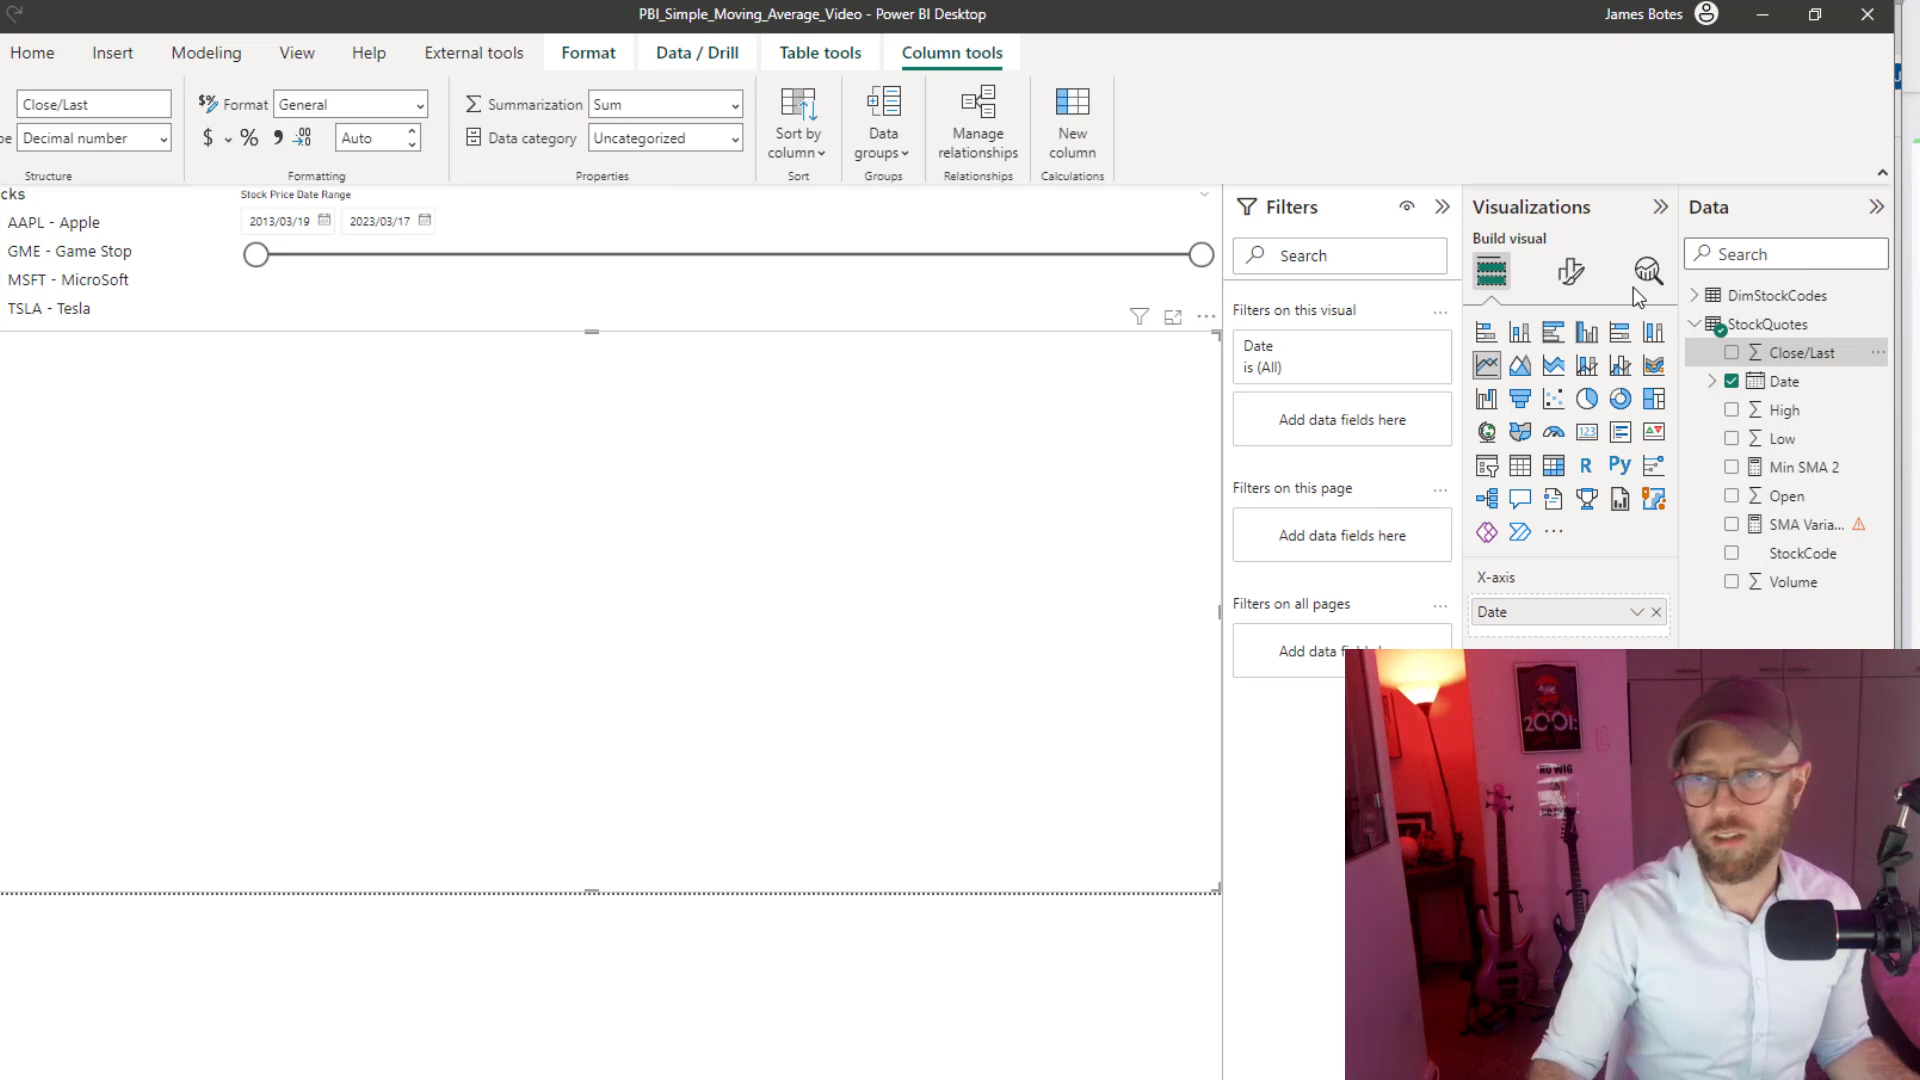 PBI_Simple_Moving_Average_Video - Power BI Desktop
James Botes
Home
Insert
Modeling
View
Help
External tools
Format
Data / Drill
Table tools
Column tools
Close/Last
Format
General
Summarization
Sum
Decimal number
$
%
Auto
Data category
Uncategorized
Sort by
column
Data
groups
Manage
relationships
New
column
Structure
Formatting
Properties
Sort
Groups
Relationships
Calculations
cks
AAPL - Apple
GME - Game Stop
MSFT - MicroSoft
TSLA - Tesla
Stock Price Date Range
2013/03/19
2023/03/17
Filters
Search
Filters on this visual
Date
is (All)
Add data fields here
Filters on this page
Add data fields here
Filters on all pages
Add data
Visualizations
Build visual
123
R
Py
X-axis
Date
Data
Search
DimStockCodes
StockQuotes
Close/Last
Date
High
Low
Min SMA 2
Open
SMA Varia...
StockCode
Volume
2001:
NO WIG